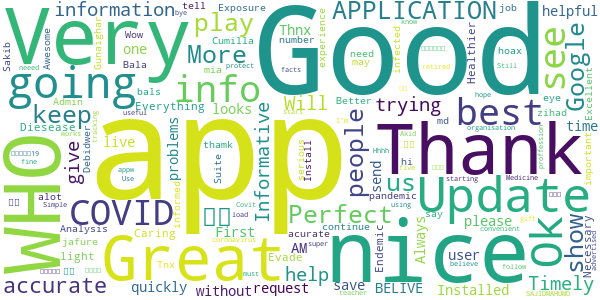 Very
Good
app
Thank
nice
Great
WHO
Update
COVID
going
info
information
play
APPLICATION
job
helpful
tell
Exposure
bye
Sakib
Awesome
Wow
Bala
Thnx
Cumilla
number
one
More
Will
need
may
infected
experience
know
hoax
Still
Healthier
Google
see
Gunaighar
keep
Admin
Everything
mia
looks
trying
best
md
eye
zihad
Better
time
Excellent
facts
protect
retired
Diesease
bals
Debidwer
problems
people
useful
give
live
thamk
Informative
send
us
hi
Ok
show
Necessary
important
advertised
fine
works
Use
Suite
Install
hope
organisation
proffession
Simple
alot
Perfect
Analysis
informed
First
continue
pandemic
Always
please
user
starting
Medicine
using
say
jafure
Caring
Covid
AM
acurate
Endemic
BELIVE
light
Tnx
coronavirus
load
help
Evade
super
save
believe
follow
convenient
Timely
Installed
accurate
quickly
without
request
must
teacher